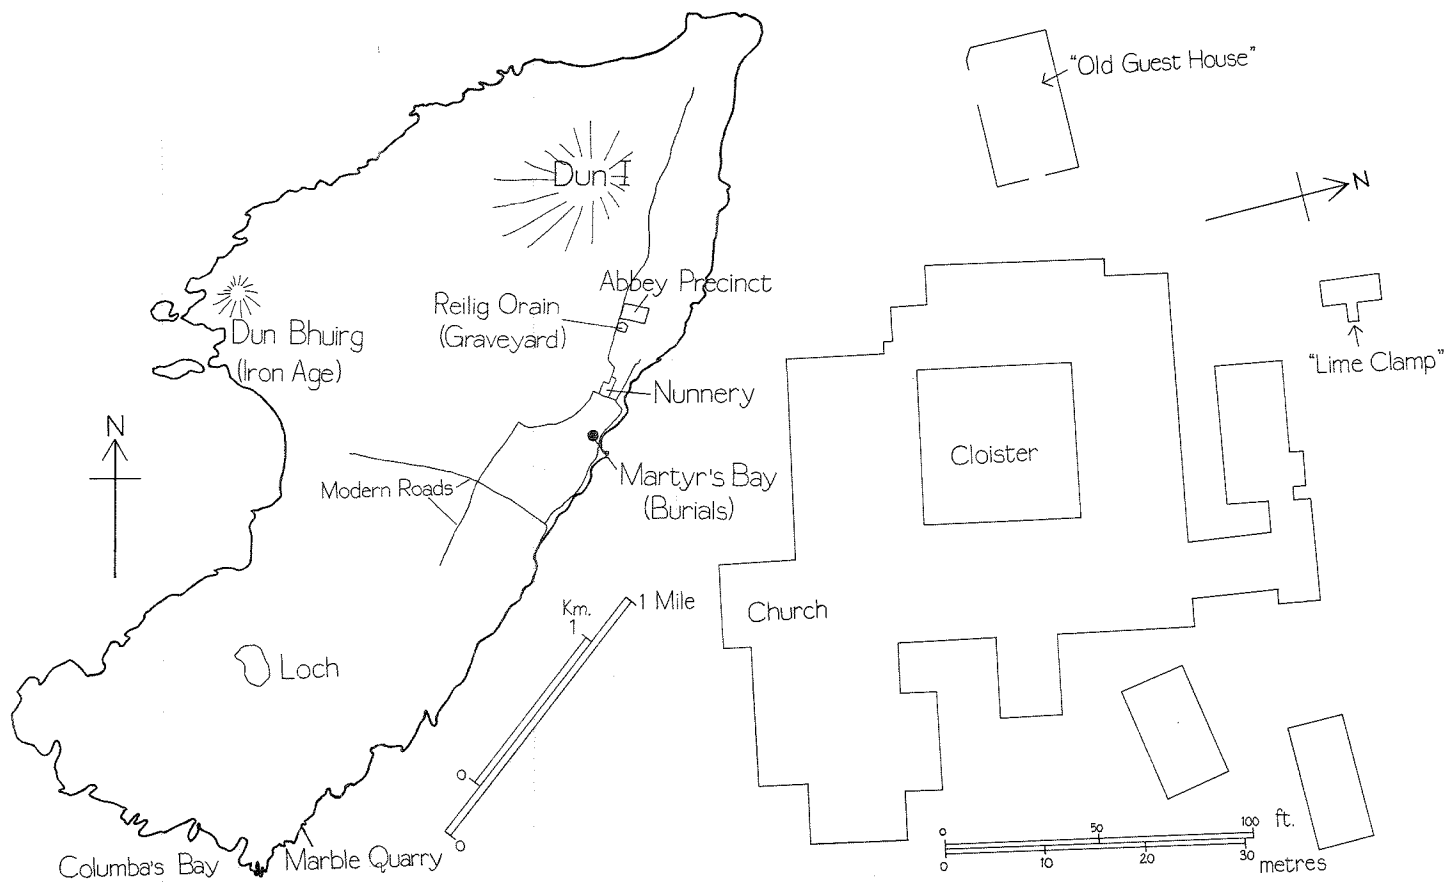 "Old Guest House"
Dun I
N
Abbey Precinct
Reilig Orain
(Graveyard)
"Lime Clamp"
Dun Bhuirg
(Iron Age)
Nunnery
N
Cloister
Martyr's Bay
(Burials)
Modern Roads
Km.
1
1 Mile
Church
Loch
0
0
Columba's Bay
Marble Quarry
0 50 100 ft.
0 10 20 30 metres